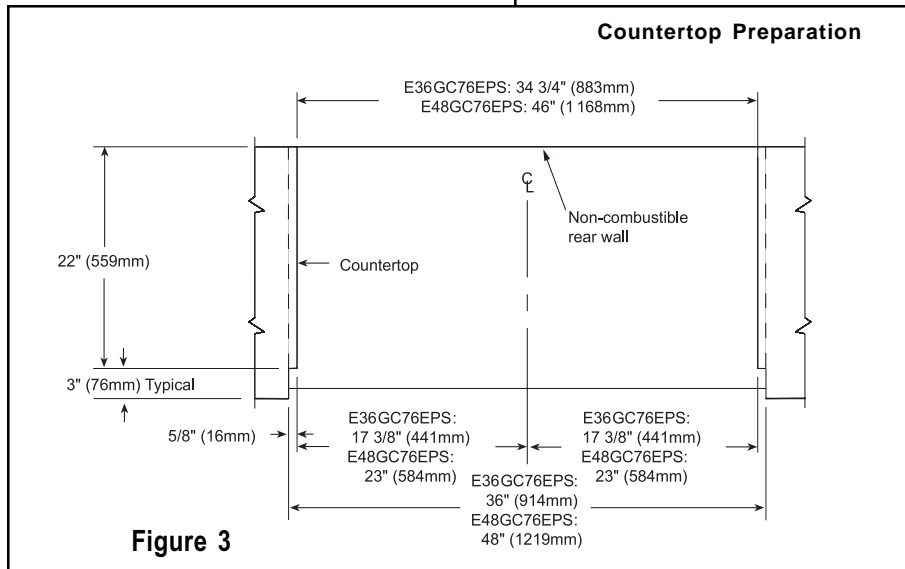 Countertop Preparation
E36GC76EPS: 34 3/4" (883mm)
E48GC76EPS: 46" (1168mm)
℄
Non-combustible
rear wall
22" (559mm)
Countertop
3" (76mm) Typical
5/8" (16mm)
E36GC76EPS:
17 3/8" (441mm)
E48GC76EPS:
23" (584mm)
E36GC76EPS:
17 3/8" (441mm)
E48GC76EPS:
23" (584mm)
E36GC76EPS:
36" (914mm)
E48GC76EPS:
48" (1219mm)
Figure 3